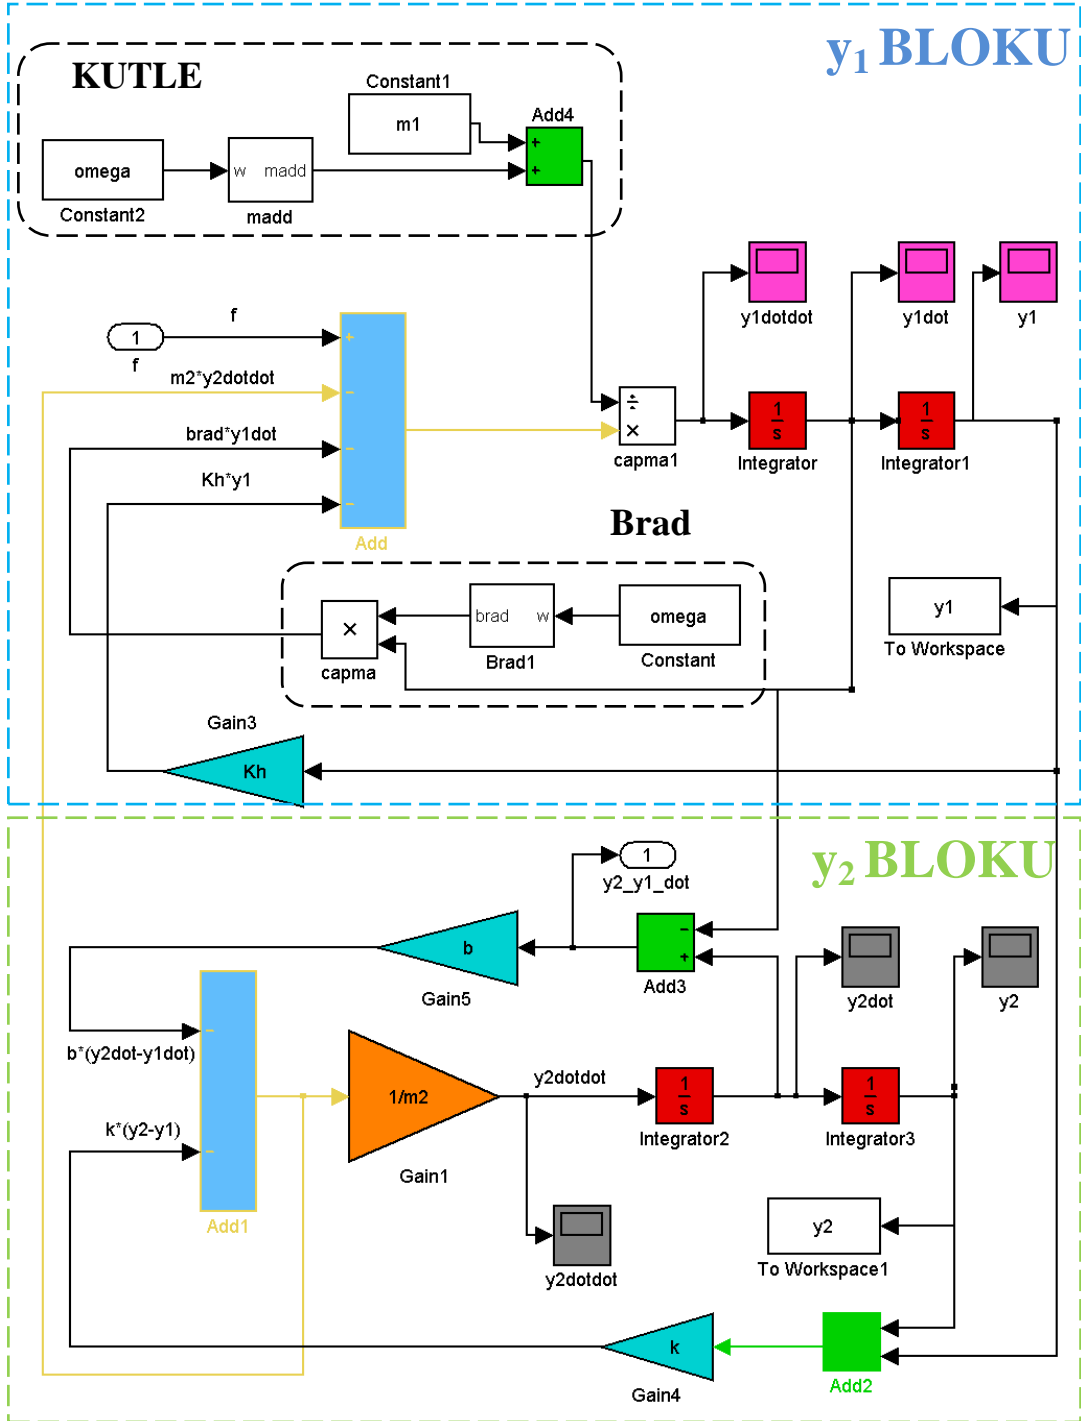 y1 BLOKU
KUTLE
Constant1
m1
Add4
+
+
omega
w madd
Constant2
madd
y1dotdot
y1dot
y1
f
1
f
+
m2*y2dotdot
−
brad*y1dot
−
Kh*y1
−
Add
÷
×
capma1
1/s
Integrator
1/s
Integrator1
Brad
×
capma
brad w
Brad1
omega
Constant
y1
To Workspace
Gain3
Kh
y2 BLOKU
1
y2_y1_dot
b
Gain5
−
+
Add3
y2dot
y2
−
b*(y2dot-y1dot)
k*(y2-y1)
−
Add1
1/m2
Gain1
y2dotdot
1/s
Integrator2
1/s
Integrator3
y2dotdot
y2
To Workspace1
k
Gain4
Add2